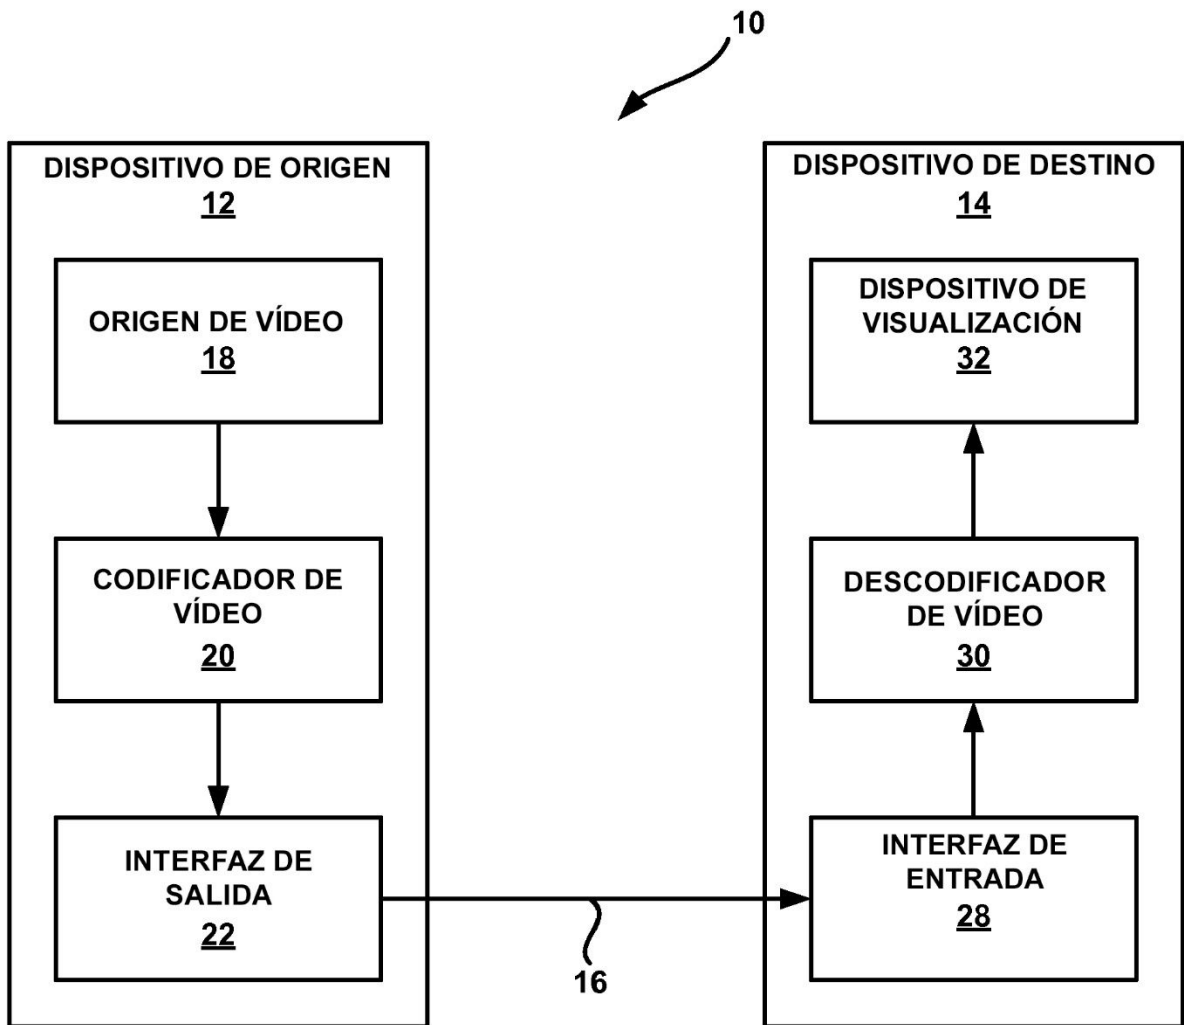 10
DISPOSITIVO DE ORIGEN
12
ORIGEN DE VÍDEO
18
CODIFICADOR DE
VÍDEO
20
INTERFAZ DE
SALIDA
22
16
DISPOSITIVO DE DESTINO
14
DISPOSITIVO DE
VISUALIZACIÓN
32
DESCODIFICADOR
DE VÍDEO
30
INTERFAZ DE
ENTRADA
28